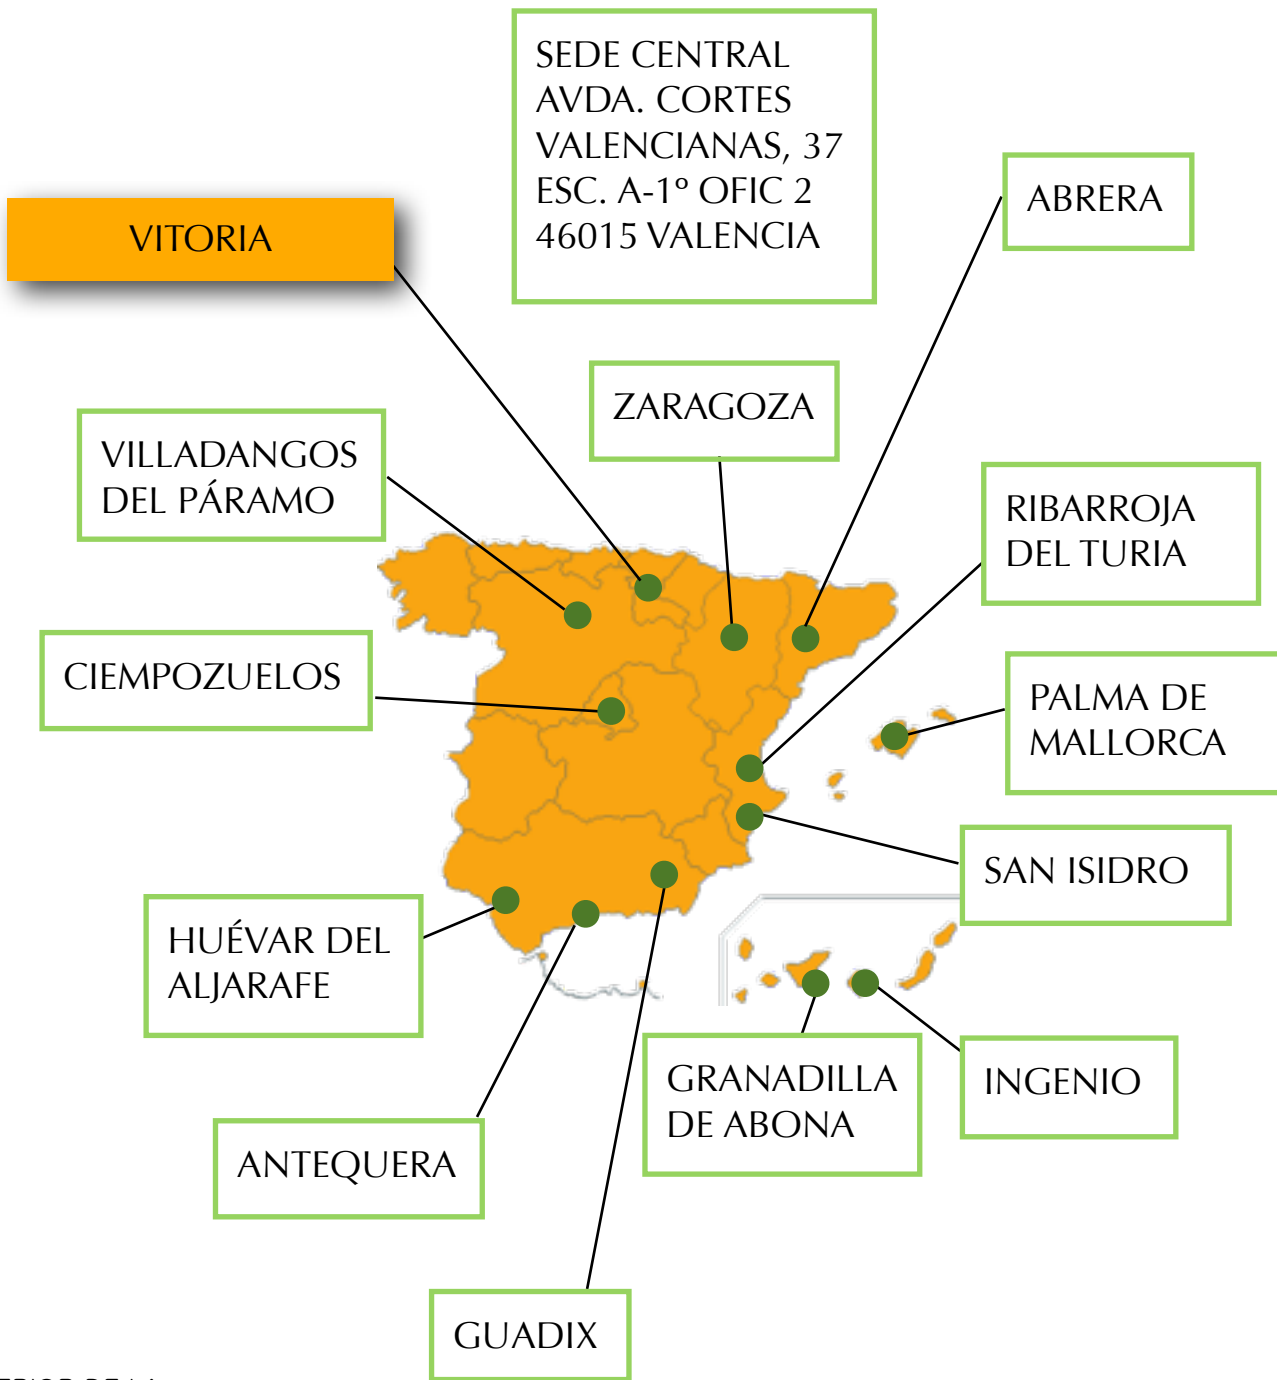 SEDE CENTRAL
AVDA. CORTES
VALENCIANAS, 37
ESC. A-1º OFIC 2
46015 VALENCIA
ABRERA
VITORIA
ZARAGOZA
VILLADANGOS
DEL PÁRAMO
RIBARROJA
DEL TURIA
CIEMPOZUELOS
PALMA DE
MALLORCA
SAN ISIDRO
HUÉVAR DEL
ALJARAFE
GRANADILLA
DE ABONA
INGENIO
ANTEQUERA
GUADIX